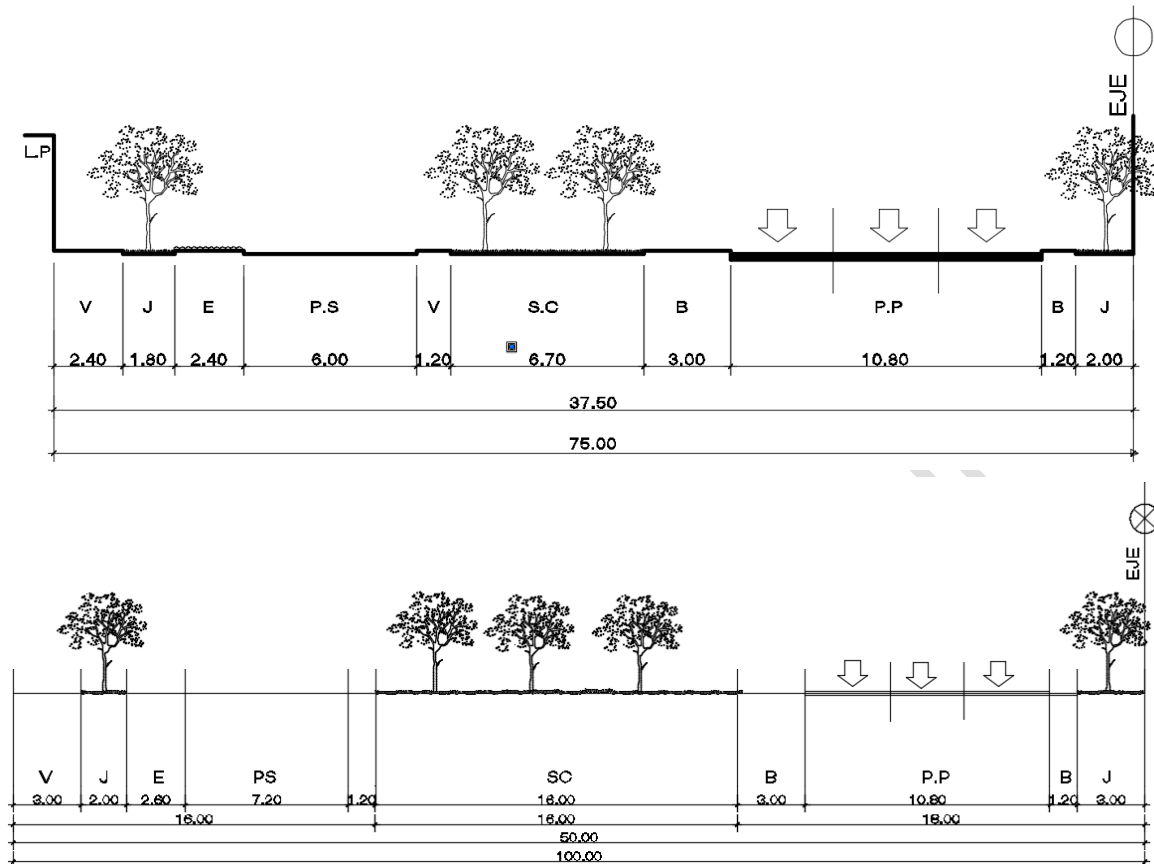 EJE
L.P
V J E P.S V S.C B P.P B J
2.40 1.80 2.40 6.00 1.20 6.70 3.00 10.80 1.20 2.00
37.50
75.00
EJE
V J E PS SC B P.P B J
3.00 2.00 2.60 7.20 1.20 16.00 3.00 10.80 1.20 3.00
16.00 16.00 18.00
50.00
100.00